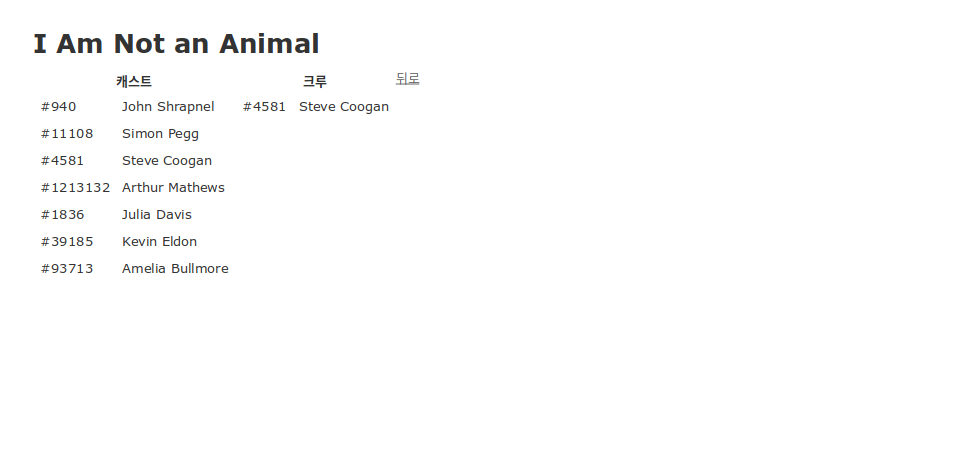 I Am Not an Animal
캐스트 크루 뒤로
#940 John Shrapnel #4581 Steve Coogan
#11108 Simon Pegg
#4581 Steve Coogan
#1213132 Arthur Mathews
#1836 Julia Davis
#39185 Kevin Eldon
#93713 Amelia Bullmore